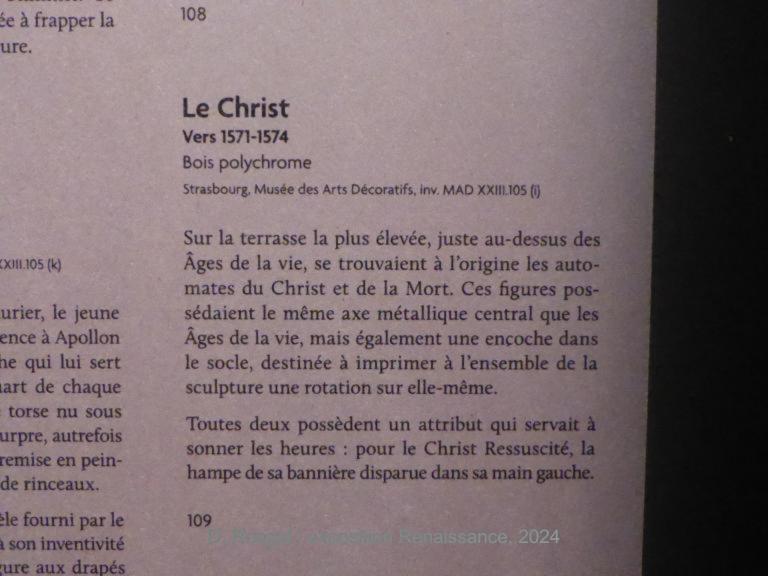 ée à frapper la
ure.
XXIII.105 (k)
urier, le jeune
ence à Apollon
he qui lui sert
art de chaque
torse nu sous
urpre, autrefois
remise en pein-
de rinceaux.
èle fourni par le
à son inventivité
gure aux drapés
108
Le Christ
Vers 1571-1574
Bois polychrome
Strasbourg, Musée des Arts Décoratifs, inv. MAD XXIII.105 (i)
Sur la terrasse la plus élevée, juste au-dessus des
Âges de la vie, se trouvaient à l'origine les auto-
mates du Christ et de la Mort. Ces figures pos-
sédaient le même axe métallique central que les
Âges de la vie, mais également une encoche dans
le socle, destinée à imprimer à l'ensemble de la
sculpture une rotation sur elle-même.
Toutes deux possèdent un attribut qui servait à
sonner les heures : pour le Christ Ressuscité, la
hampe de sa bannière disparue dans sa main gauche.
109
Renaissance, 2024